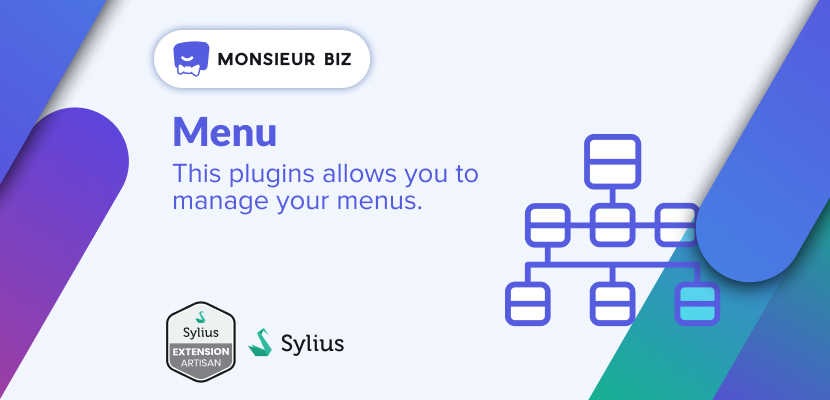 MONSIEUR BIZ
Menu
This plugins allows you to
manage your menus.
Sylius
EXTENSION
ARTISAN
Sylius